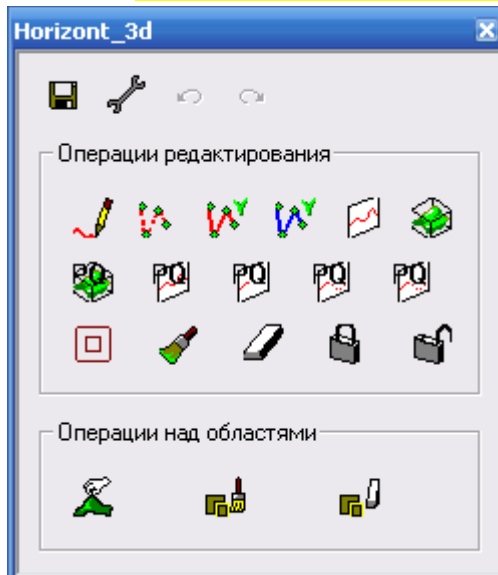 Horizont_3d
Операции редактирования
PQ PQ PQ PQ PQ
Операции над областями